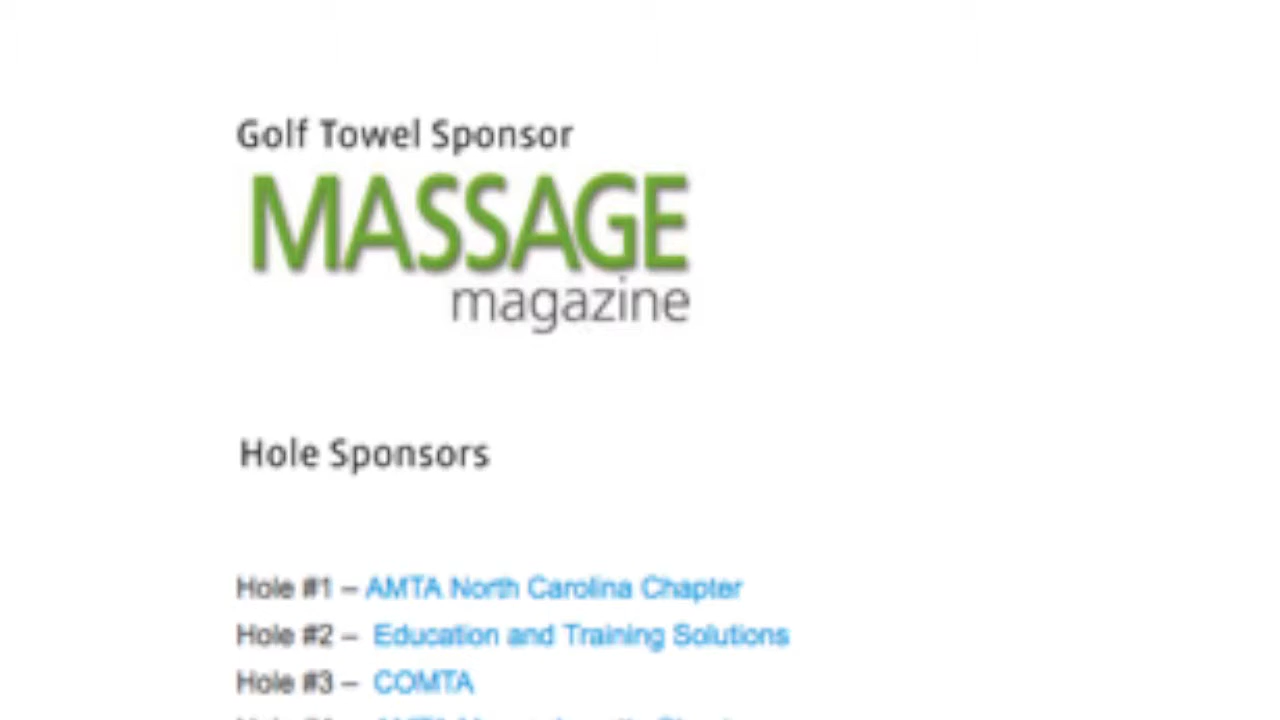 Golf Towel Sponsor
MASSAGE
magazine
Hole Sponsors
Hole #1 – AMTA North Carolina Chapter
Hole #2 – Education and Training Solutions
Hole #3 – COMTA